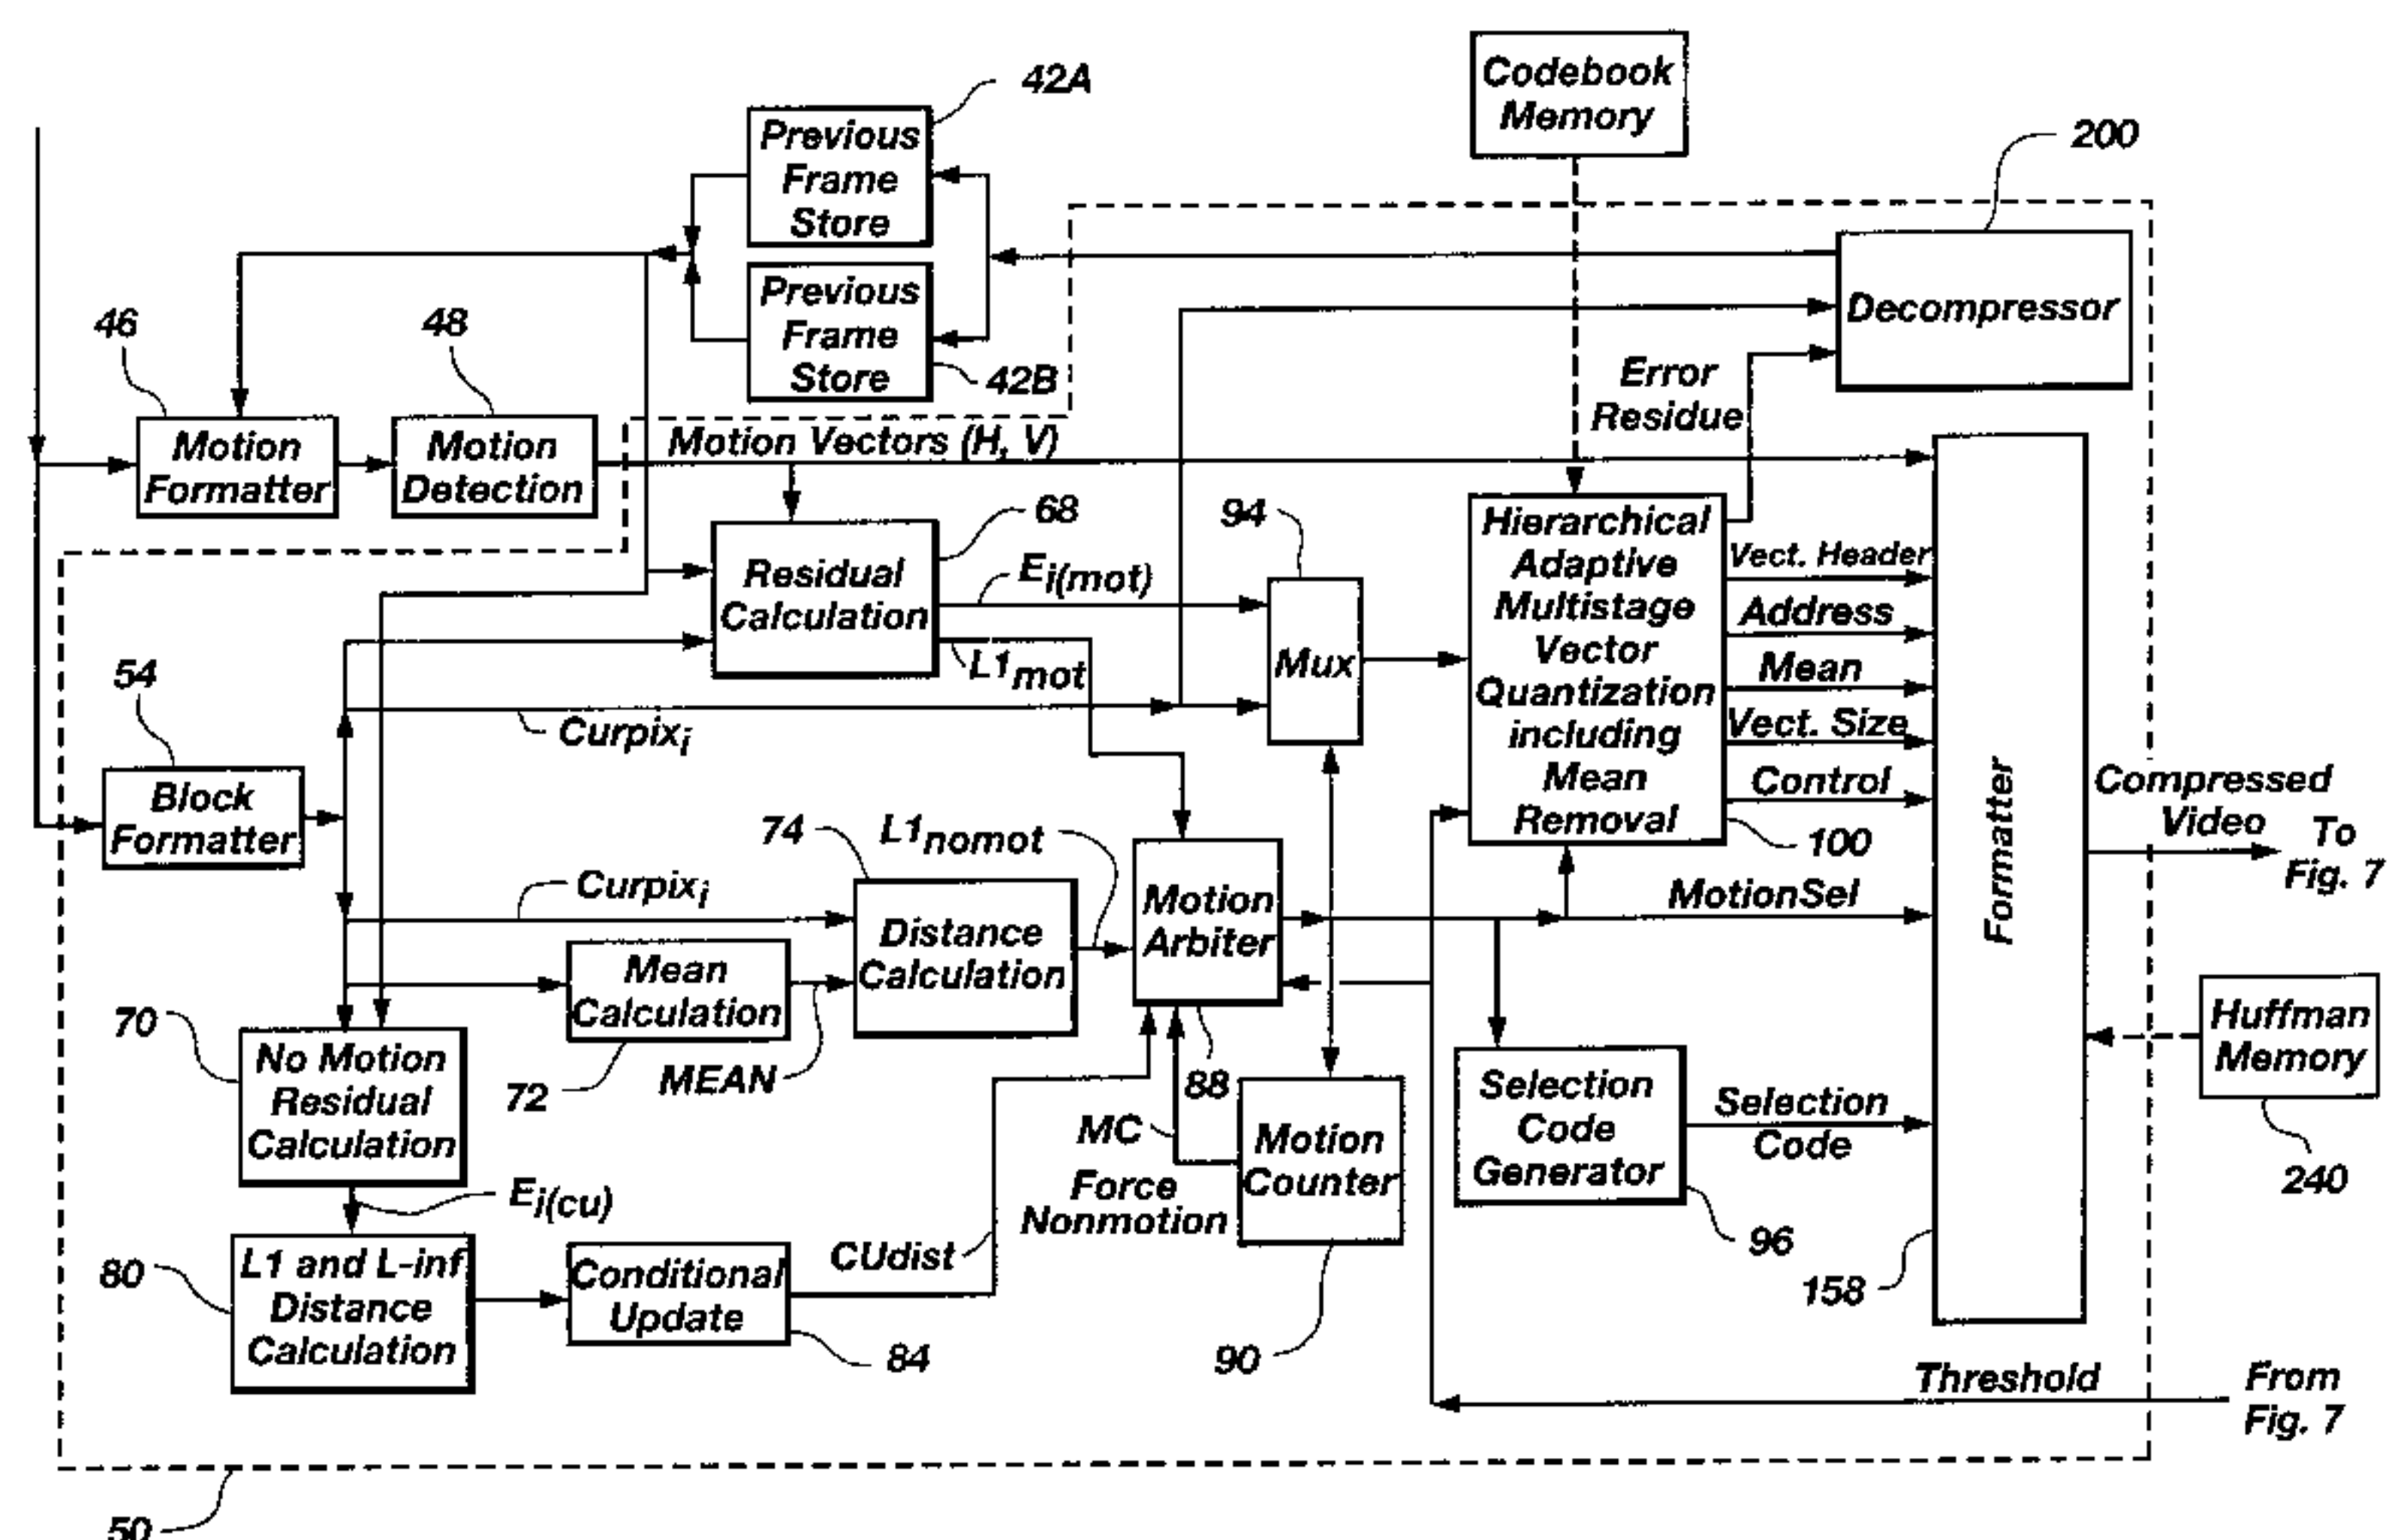 42A
Previous
Frame
Store
Codebook
Memory
200
Previous
Frame
Store
42B
Decompressor
46
48
Error
Residue
Motion
Formatter
Motion
Detection
Motion Vectors (H, V)
68
94
Residual
Calculation
Ei(mot)
L1mot
Mux
Hierarchical
Adaptive
Multistage
Vector
Quantization
including
Mean
Removal
Vect. Header
Address
Mean
Vect. Size
Control
100
54
Curpixi
Block
Formatter
Formatter
Compressed
Video
To
Fig. 7
74
L1nomot
Curpixi
Distance
Calculation
Motion
Arbiter
MotionSel
Mean
Calculation
70
72
MEAN
88
No Motion
Residual
Calculation
MC
Force
Nonmotion
Motion
Counter
Selection
Code
Generator
Selection
Code
Huffman
Memory
240
Ei(cu)
96
80
L1 and L-inf
Distance
Calculation
Conditional
Update
CUdist
84
90
158
Threshold
From
Fig. 7
50